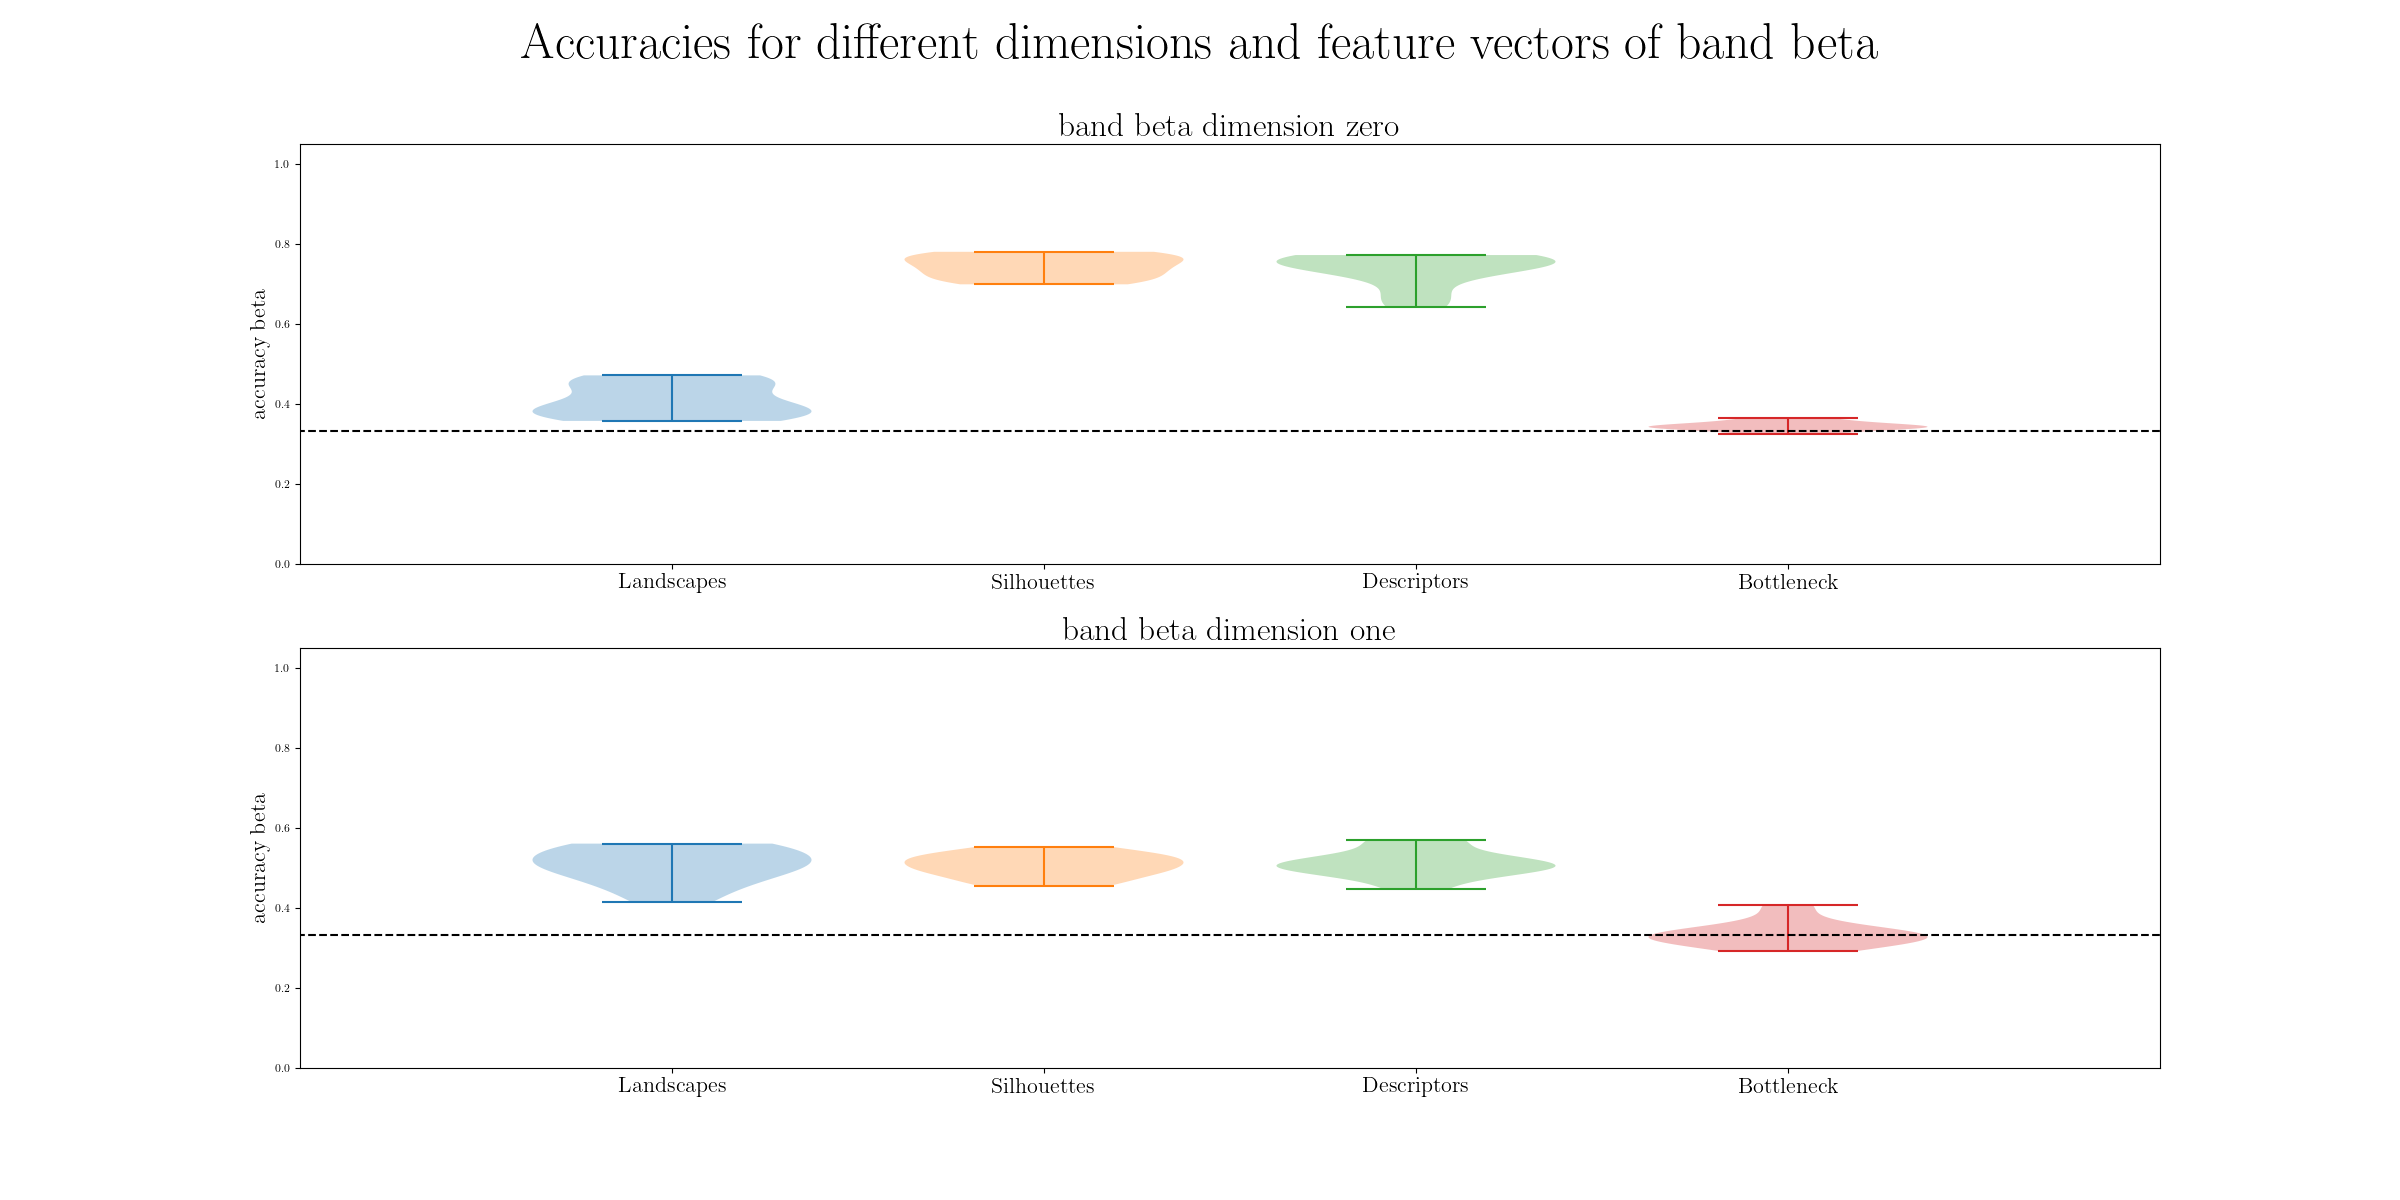 Accuracies for different dimensions and feature vectors of band beta
band beta dimension zero
1.0
0.8
0.6
0.4
0.2
0.0
accuracy beta
Landscapes Silhouettes Descriptors Bottleneck
band beta dimension one
1.0
0.8
0.6
0.4
0.2
0.0
accuracy beta
Landscapes Silhouettes Descriptors Bottleneck